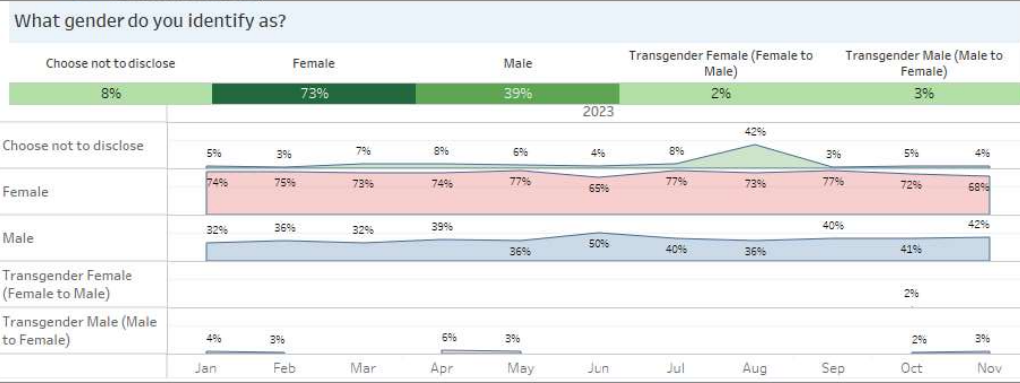 What gender do you identify as?
Choose not to disclose Female Male Transgender Female (Female to Male) Transgender Male (Male to Female)
8% 73% 39% 2% 3%
2023
Choose not to disclose 5% 3% 7% 8% 6% 4% 8% 42% 3% 5% 4%
Female 74% 75% 73% 74% 77% 65% 77% 73% 77% 72% 68%
Male 32% 36% 32% 39% 36% 50% 40% 36% 40% 41% 42%
Transgender Female
(Female to Male) 2%
Transgender Male (Male
to Female) 4% 3% 6% 3% 2% 3%
Jan Feb Mar Apr May Jun Jul Aug Sep Oct Nov